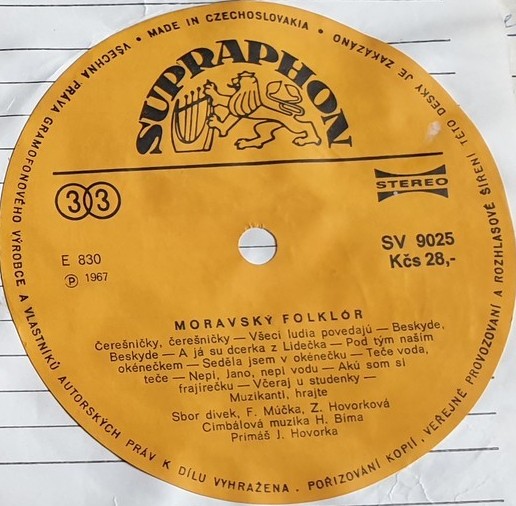 • MADE IN CZECHOSLOVAKIA •
VŠECHNA PRÁVA GRAMOFONOVÉHO VÝROBCE A VLASTNÍKŮ AUTORSKÝCH PRÁV K DÍLU VYHRAŽENA. POŘIZOVÁNÍ KOPIÍ, VEŘEJNÉ PROVOZOVÁNÍ A ROZHLASOVÉ ŠÍŘENÍ TÉTO DESKY JE ZAKÁZÁNO
SUPRAPHON
33
STEREO
E 830
SV 9025
℗ 1967
Kčs 28,-
MORAVSKÝ FOLKLÓR
Čerešničky, čerešničky — Všeci ludia povedajú — Beskyde,
Beskyde — A já su dcerka z Lidečka — Pod tým naším
okénečkem — Seděla jsem v okénečku — Teče voda,
teče — Nepi, Jano, nepi vodu — Akú som si
frajírečku — Včeraj u studenky —
Muzikanti, hrajte
Sbor dívek, F. Múčka, Z. Hovorková
Cimbálová muzika H. Bíma
Primáš J. Hovorka